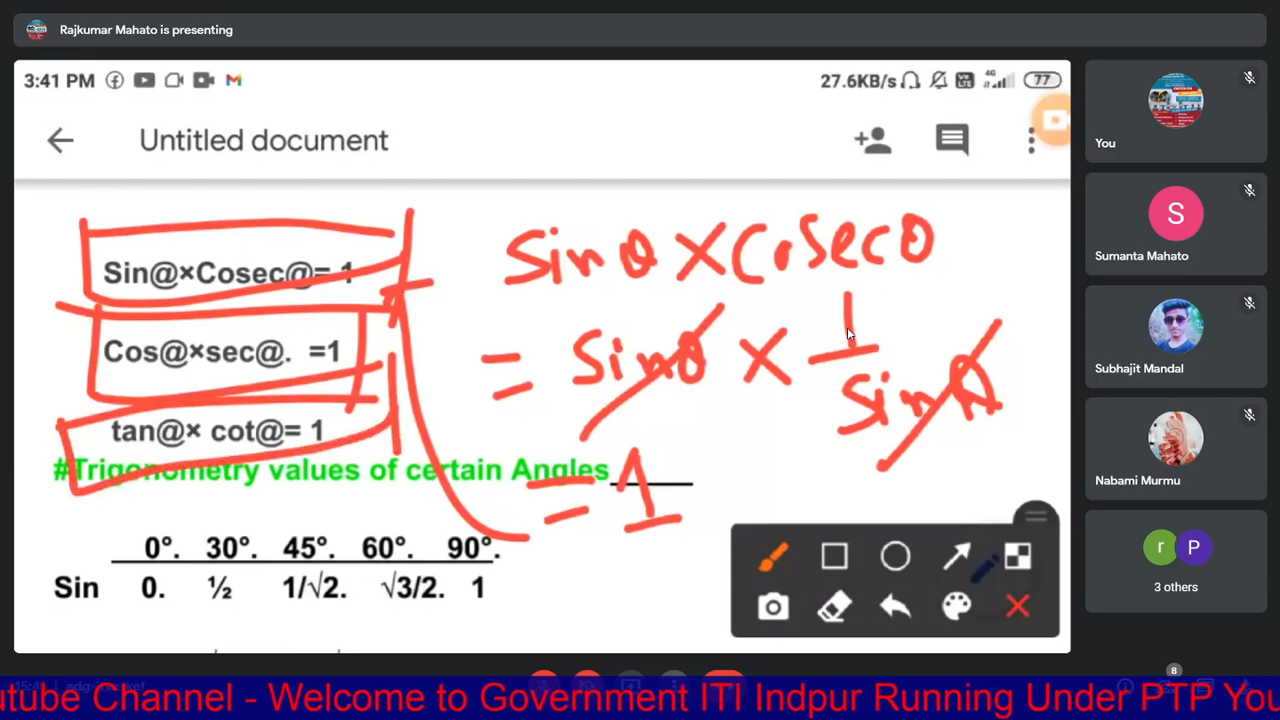 Rajkumar Mahato is presenting
3:41 PM
27.6KB/s
4G
77
Untitled document
Sin@×Cosec@= 1
Cos@×sec@. =1
tan@× cot@= 1
Sinθ × Cosecθ
= sinθ × 1/sinθ
= 1
#Trigonometry values of certain Angles
0°. 30°. 45°. 60°. 90°.
Sin 0. ½ 1/√2. √3/2. 1
You
S
Sumanta Mahato
Subhajit Mandal
Nabami Murmu
r P
3 others
8
utube Channel - Welcome to Government ITI Indpur Running Under PTP You